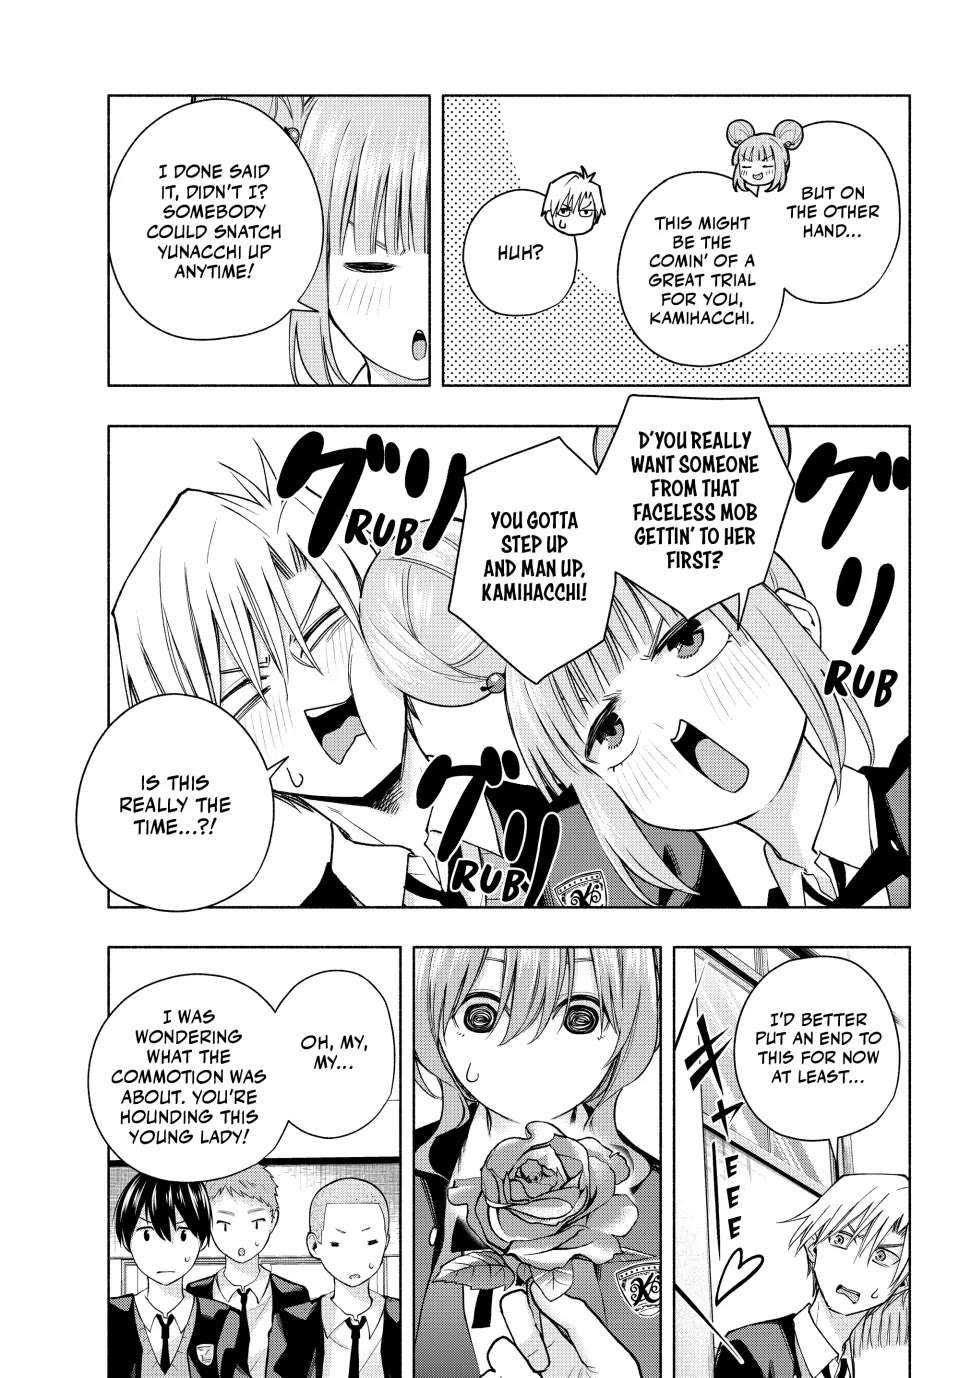 BUT ON
THE OTHER
HAND...
THIS MIGHT
BE THE
COMIN' OF A
GREAT TRIAL
FOR YOU,
KAMIHACCHI.
HUH?
I DONE SAID
IT, DIDN'T I?
SOMEBODY
COULD SNATCH
YUNACCHI UP
ANYTIME!
D'YOU REALLY
WANT SOMEONE
FROM THAT
FACELESS MOB
GETTIN' TO HER
FIRST?
YOU GOTTA
STEP UP
AND MAN UP,
KAMIHACCHI!
グリ
RUB
グリ
RUB
グリ
RUB
IS THIS
REALLY THE
TIME...?!
I'D BETTER
PUT AN END TO
THIS FOR NOW
AT LEAST...
キャ
EEEE♡
OH, MY,
MY...
I WAS
WONDERING
WHAT THE
COMMOTION WAS
ABOUT. YOU'RE
HOUNDING THIS
YOUNG LADY!